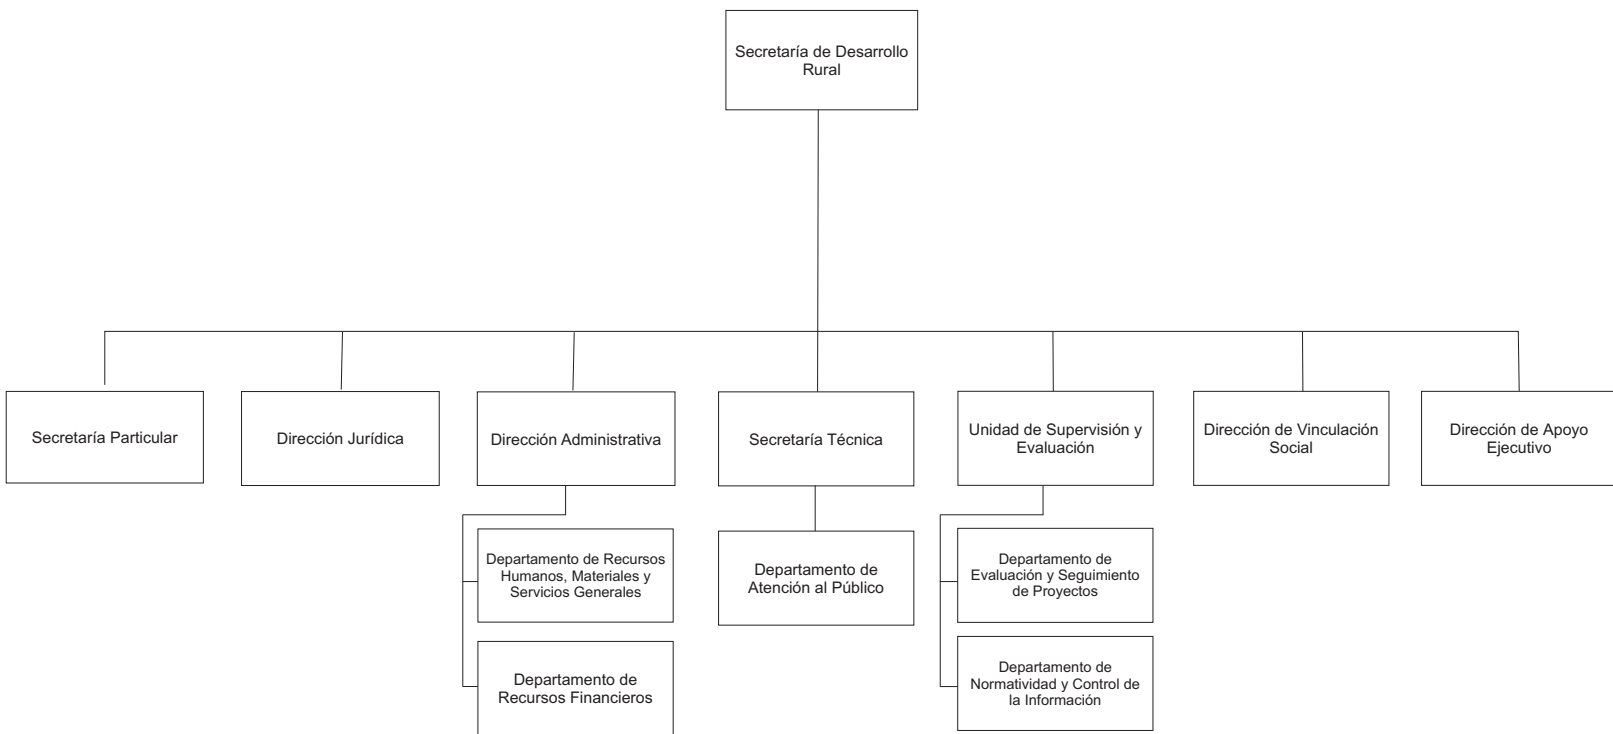 Secretaría de Desarrollo
Rural
Secretaría Particular
Dirección Jurídica
Dirección Administrativa
Secretaría Técnica
Unidad de Supervisión y
Evaluación
Dirección de Vinculación
Social
Dirección de Apoyo
Ejecutivo
Departamento de Recursos
Humanos, Materiales y
Servicios Generales
Departamento de
Recursos Financieros
Departamento de
Atención al Público
Departamento de
Evaluación y Seguimiento
de Proyectos
Departamento de
Normatividad y Control de
la Información